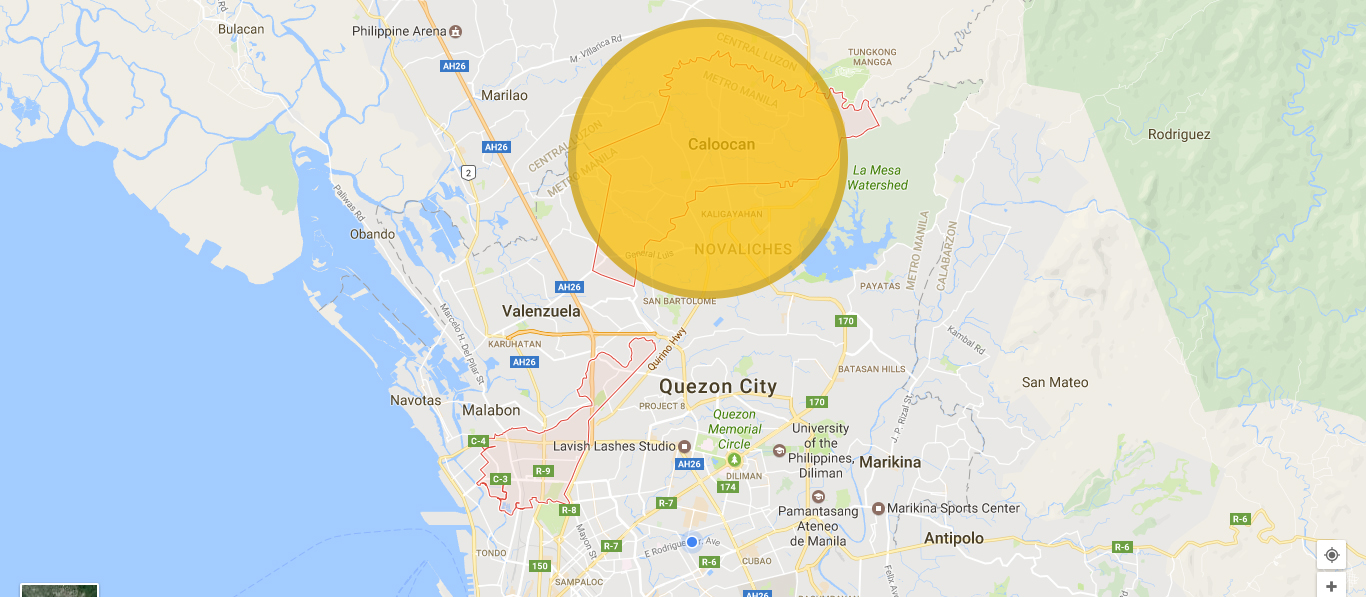 Bulacan
Rd
Philippine Arena
M. Villarica Rd
CENTRAL LUZON
METRO MANILA
TUNGKONG
MANGGA
AH26
Marilao
AH26
CENTRAL LUZON
METRO MANILA
Caloocan
Rodriguez
2
La Mesa
Watershed
Paliwas Rd
Obando
KALIGAYAHAN
NOVALICHES
General Luis
METRO MANILA
CALABARZON
AH26
PAYATAS
SAN BARTOLOME
Valenzuela
Marcelo H. Del Pilar St
170
KARUHATAN
Quirino Hwy
Kambal Rd
AH26
BATASAN HILLS
San Mateo
Quezon City
Navotas
Malabon
PROJECT 8
170
Quezon
Memorial
Circle
J. P. Rizal St
University
of the
Philippines,
Diliman
C-4
Lavish Lashes Studio
AH26
Marikina
R-9
C-3
DILIMAN
174
R-7
R-8
Pamantasang
Ateneo
de Manila
Marikina Sports Center
R-6
Mayon St
TONDO
R-7
E Rodriguez Sr. Ave
R-6
CUBAO
Antipolo
R-6
150
SAMPALOC
Felix Ave
AH26
+